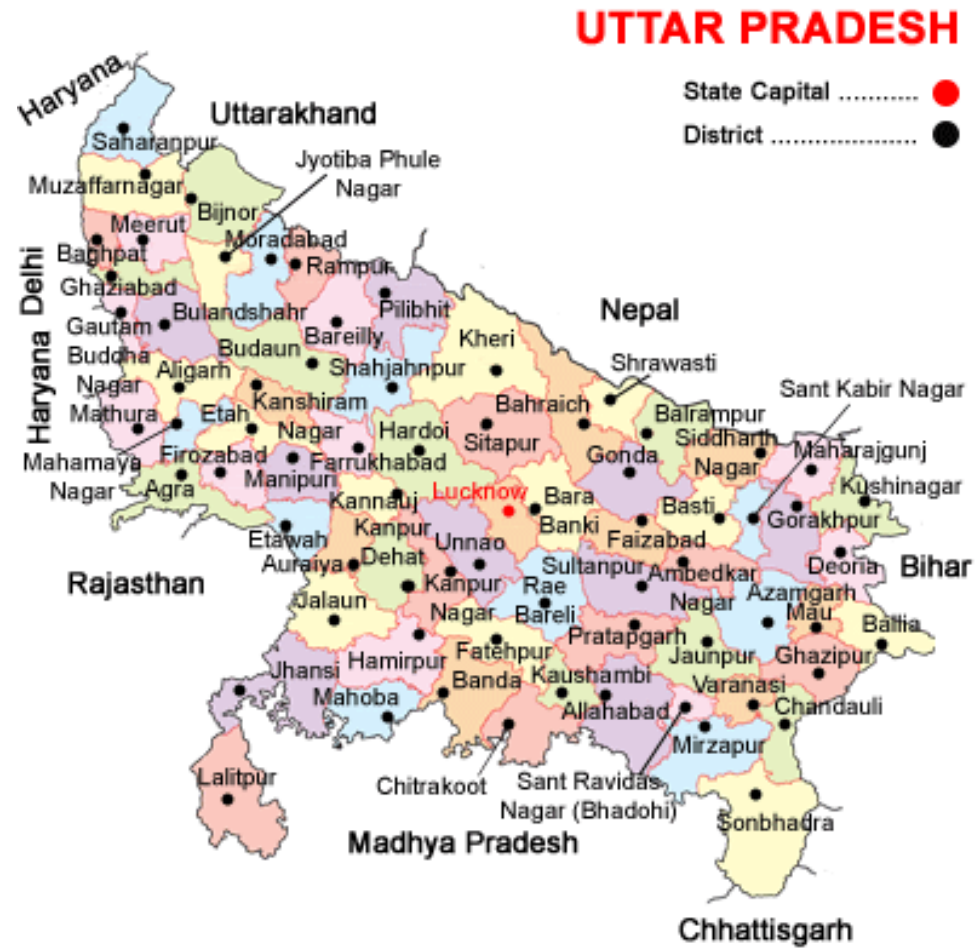 UTTAR PRADESH
State Capital ...........
District .....................
Haryana
Uttarakhand
Jyotiba Phule
Nagar
Saharanpur
Muzaffarnagar
Bijnor
Meerut
Moradabad
Baghpat
Rampur
Delhi
Ghaziabad
Haryana
Gautam
Buddha
Nagar
Bulandshahr
Pilibhit
Bareilly
Nepal
Kheri
Budaun
Shahjahnpur
Shrawasti
Aligarh
Sant Kabir Nagar
Mathura
Etah
Kanshiram
Nagar
Bahraich
Balrampur
Hardoi
Sitapur
Siddharth
Nagar
Mahamaya
Nagar
Firozabad
Farrukhabad
Gonda
Maharajgunj
Agra
Manipuri
Kushinagar
Kannauj
Lucknow
Bara
Banki
Basti
Gorakhpur
Etawah
Kanpur
Dehat
Unnao
Faizabad
Auraiya
Sultanpur
Ambedkar
Nagar
Deoria
Bihar
Rajasthan
Kanpur
Nagar
Rae
Bareli
Azamgarh
Mau
Jalaun
Ballia
Pratapgarh
Fatehpur
Jaunpur
Ghazipur
Jhansi
Hamirpur
Banda
Kaushambi
Varanasi
Mahoba
Allahabad
Chandauli
Mirzapur
Lalitpur
Chitrakoot
Sant Ravidas
Nagar (Bhadohi)
Sonbhadra
Madhya Pradesh
Chhattisgarh